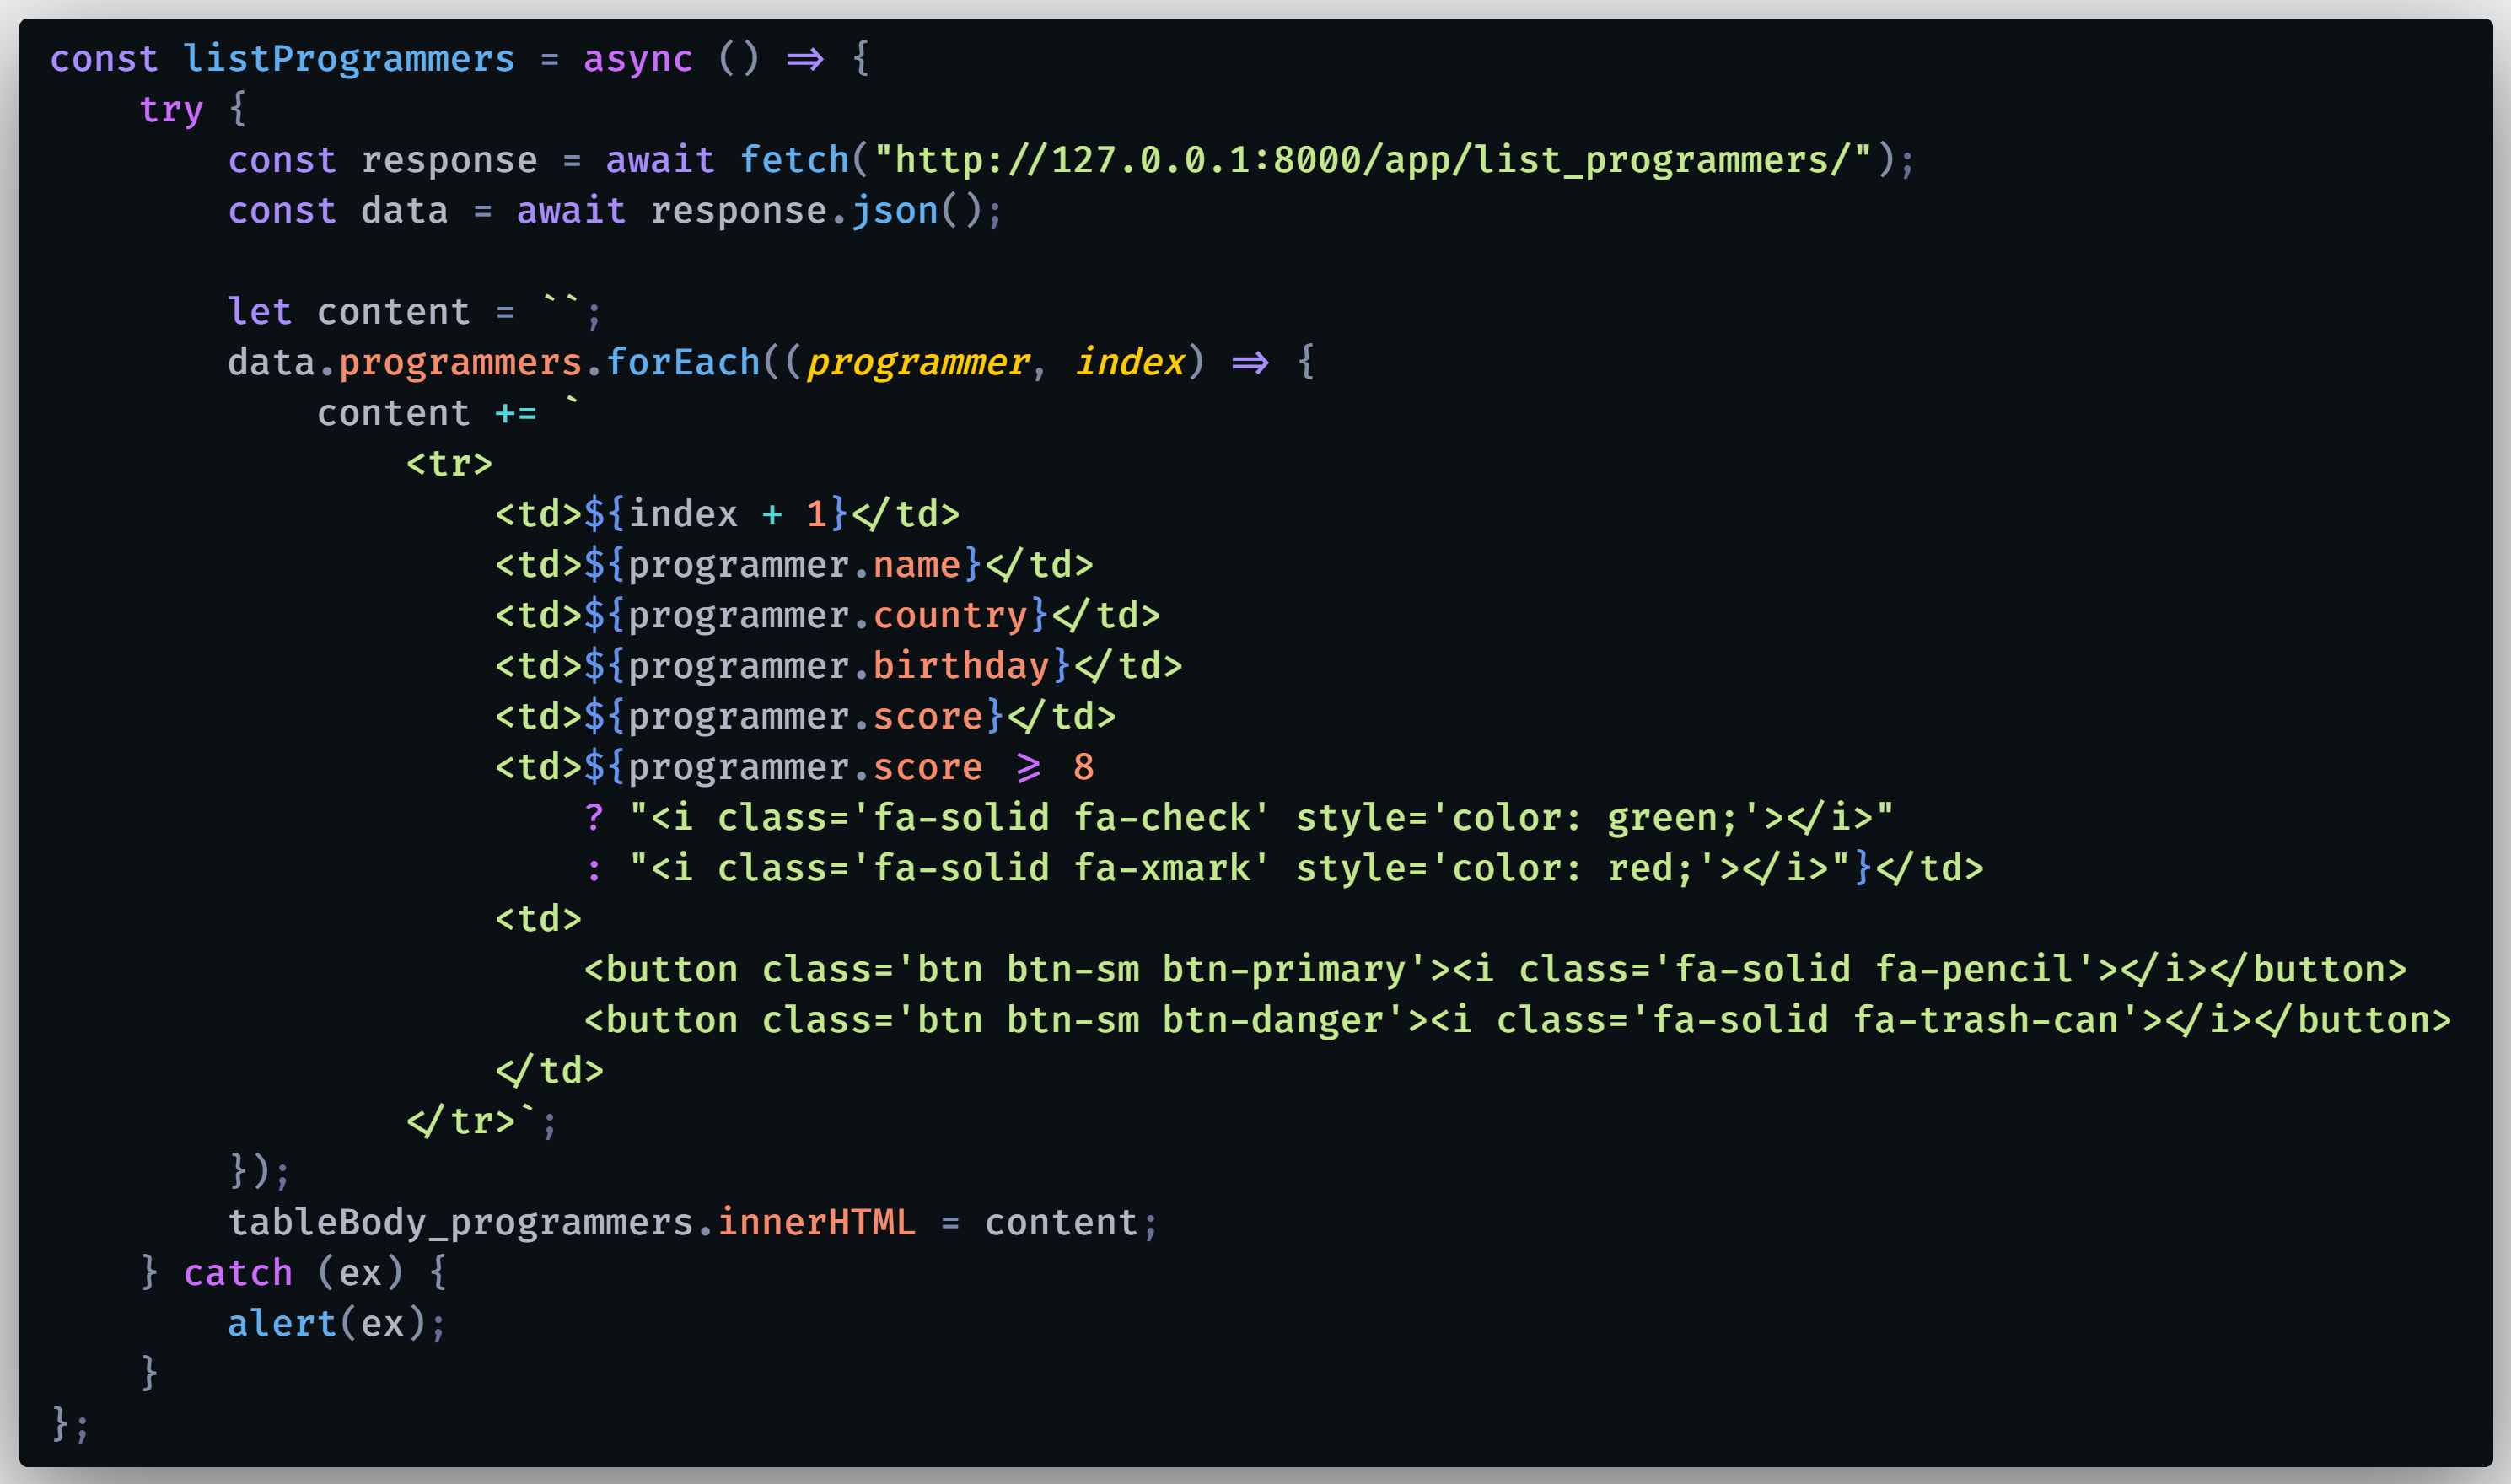 const listProgrammers = async () => {
    try {
        const response = await fetch("http://127.0.0.1:8000/app/list_programmers/");
        const data = await response.json();

        let content = ``;
        data.programmers.forEach((programmer, index) => {
            content += `
                <tr>
                    <td>${index + 1}</td>
                    <td>${programmer.name}</td>
                    <td>${programmer.country}</td>
                    <td>${programmer.birthday}</td>
                    <td>${programmer.score}</td>
                    <td>${programmer.score >= 8
                        ? "<i class='fa-solid fa-check' style='color: green;'></i>"
                        : "<i class='fa-solid fa-xmark' style='color: red;'></i>"}</td>
                    <td>
                        <button class='btn btn-sm btn-primary'><i class='fa-solid fa-pencil'></i></button>
                        <button class='btn btn-sm btn-danger'><i class='fa-solid fa-trash-can'></i></button>
                    </td>
                </tr>`;
        });
        tableBody_programmers.innerHTML = content;
    } catch (ex) {
        alert(ex);
    }
};